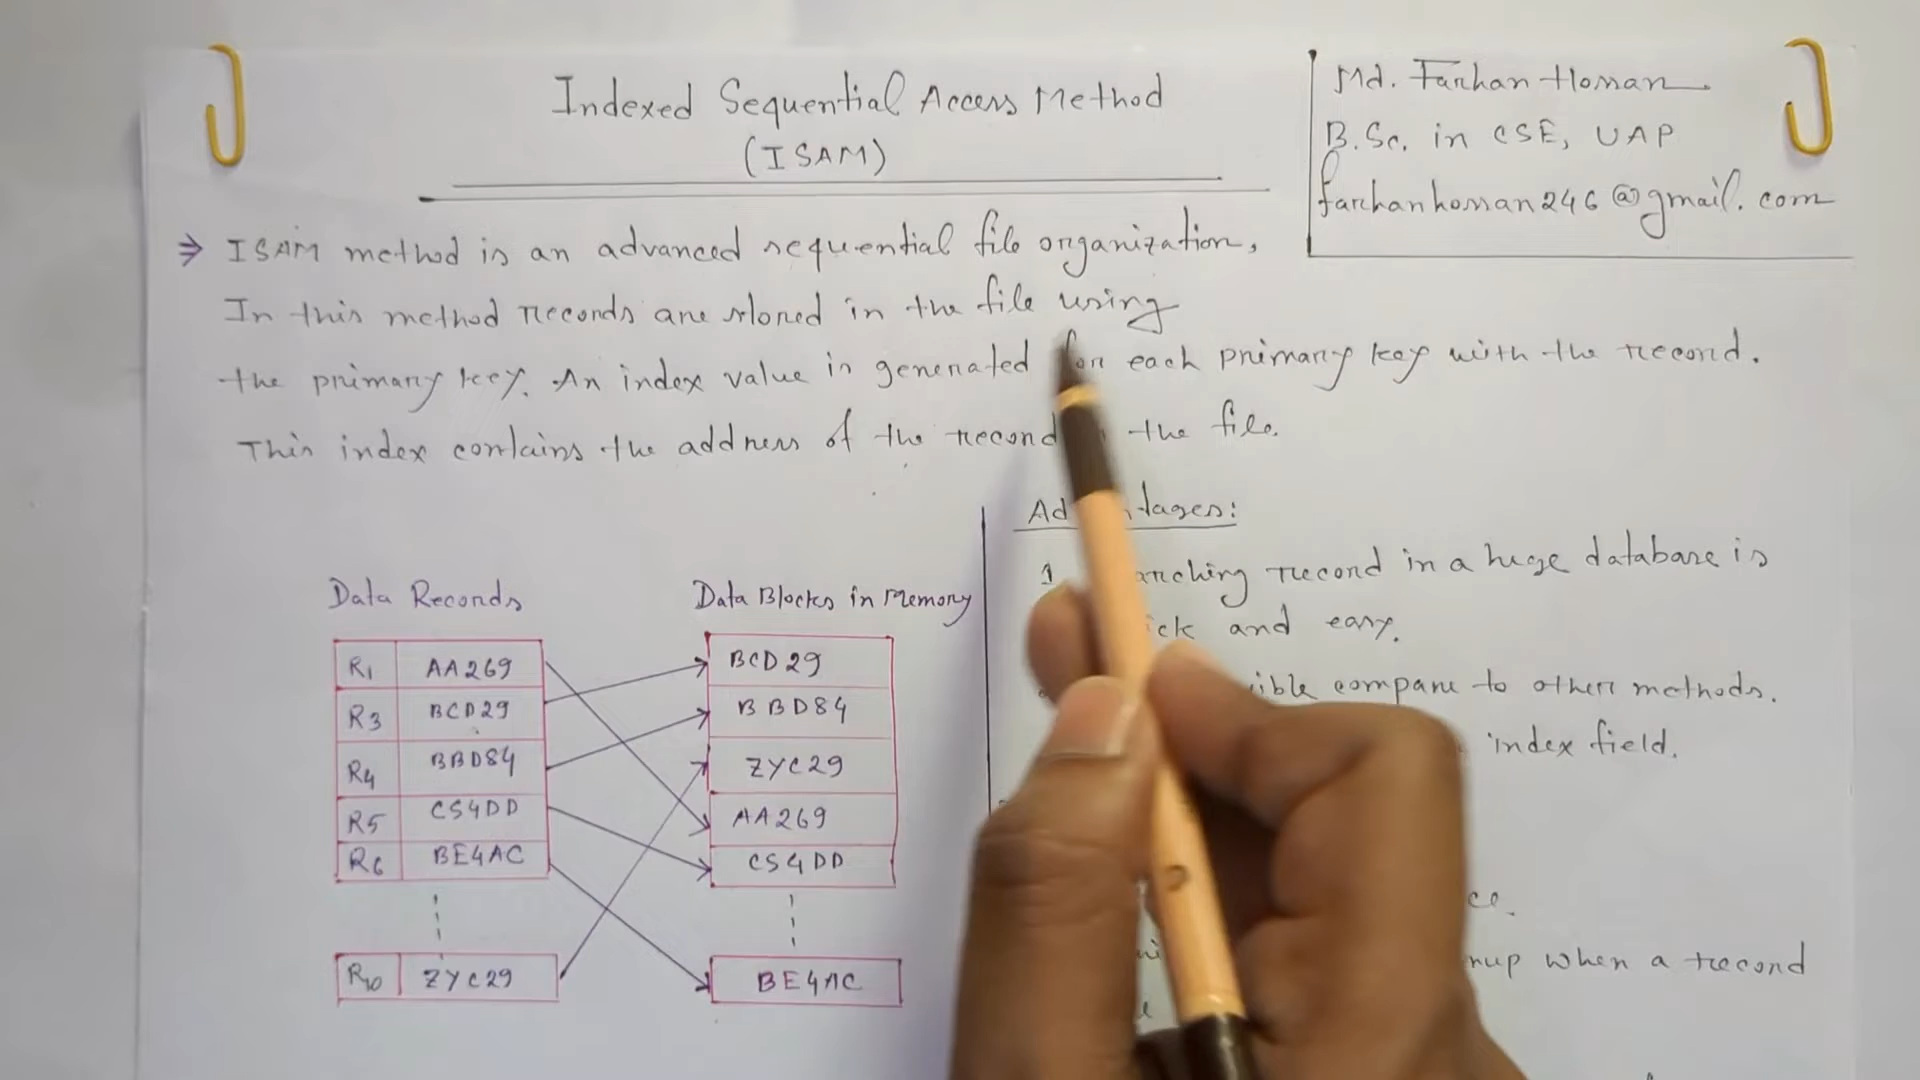 Indexed Sequential Access Method
(ISAM)
Md. Farhan Hossan
B.Sc. in CSE, UAP
farhanhossan246@gmail.com
⇒ ISAM method is an advanced sequential file organization,
In this method records are stored in the file using
the primary key. An index value is generated for each primary key with the record.
This index contains the address of the record the file.
Data Records
R1 AA269
R3 BCD29
R4 BBD84
R5 CS4DD
R6 BE4AC
R10 ZYC29
Data Blocks in Memory
BCD29
BBD84
ZYC29
AA269
CS4DD
BE4AC
Advantages:
1 record in a huge database is
and easy.
compare to other methods.
index field.
when a record